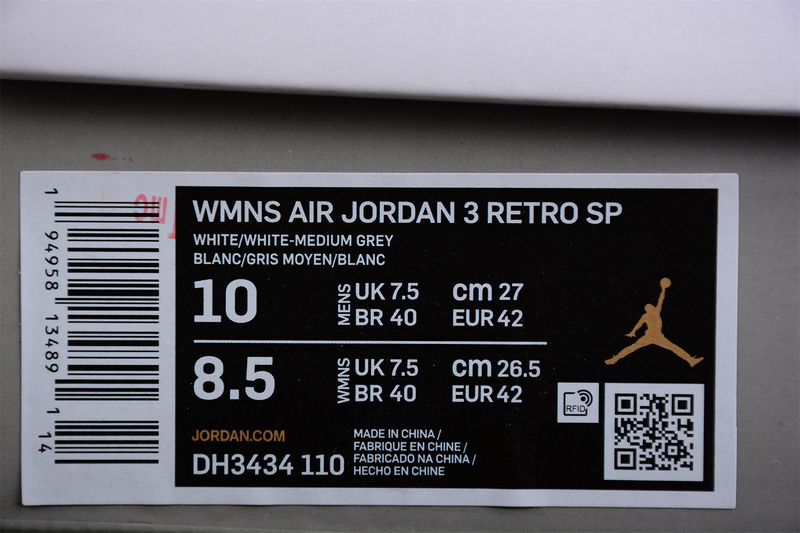 WMNS AIR JORDAN 3 RETRO SP
WHITE/WHITE-MEDIUM GREY
BLANC/GRIS MOYEN/BLANC
10 MENS UK 7.5 cm 27
BR 40 EUR 42
8.5 WMNS UK 7.5 cm 26.5
BR 40 EUR 42
JORDAN.COM
DH3434 110
MADE IN CHINA /
FABRIQUE EN CHINE /
FABRICADO NA CHINA /
HECHO EN CHINE
RFID
1 94958 13489 1
14